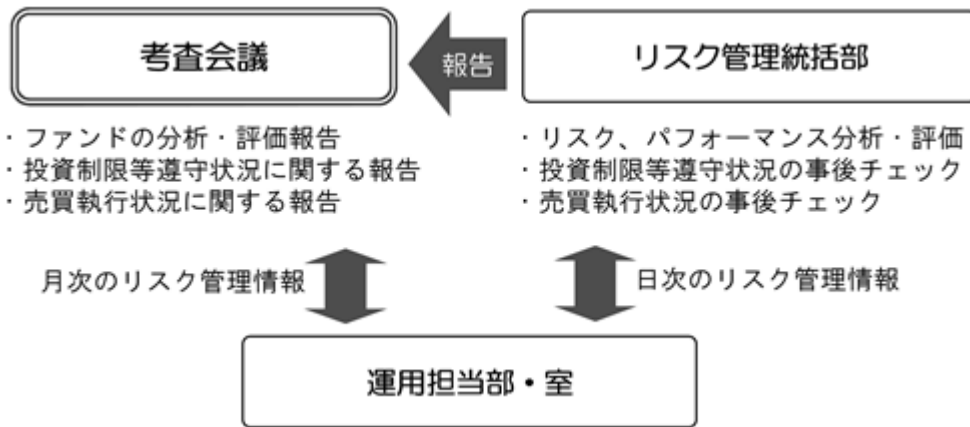 考査会議
報告
リスク管理統括部
・ファンドの分析・評価報告
・投資制限等遵守状況に関する報告
・売買執行状況に関する報告
・リスク、パフォーマンス分析・評価
・投資制限等遵守状況の事後チェック
・売買執行状況の事後チェック
月次のリスク管理情報
日次のリスク管理情報
運用担当部・室